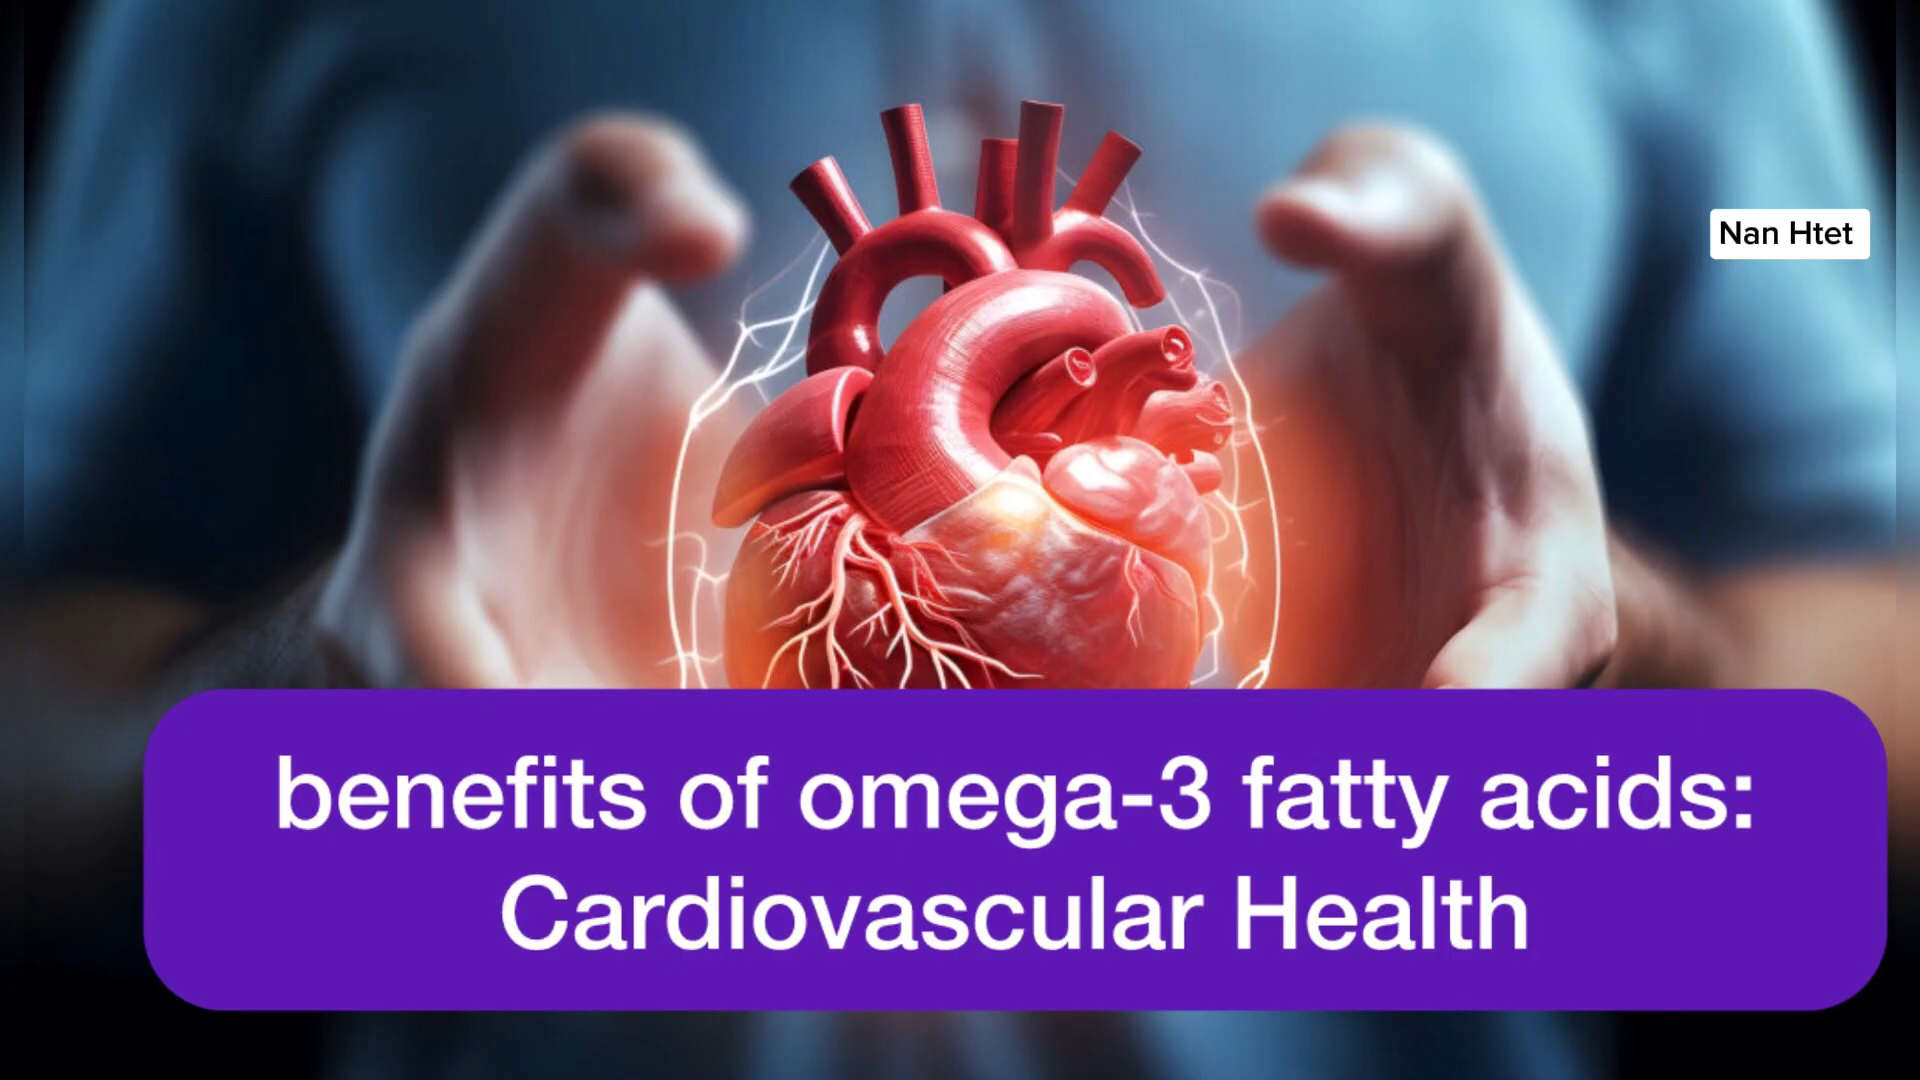 Nan Htet
benefits of omega-3 fatty acids:
Cardiovascular Health